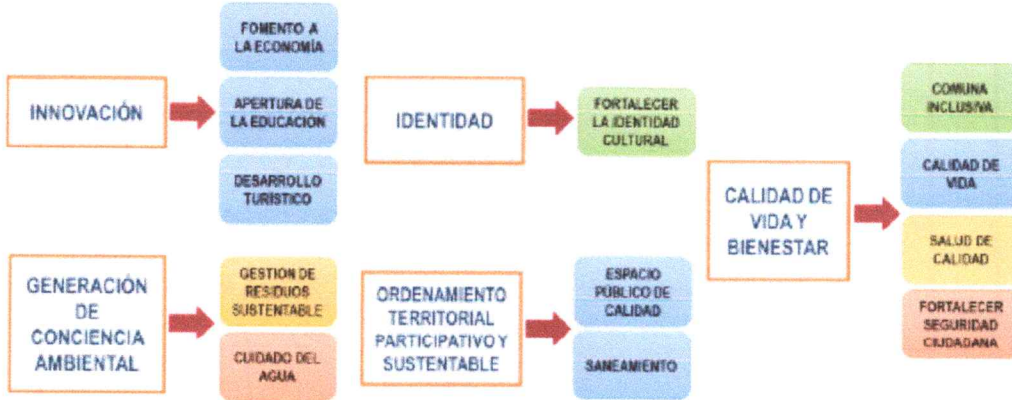 INNOVACIÓN
FOMENTO A
LA ECONOMÍA
APERTURA DE
LA EDUCACIÓN
DESARROLLO
TURÍSTICO
IDENTIDAD
FORTALECER
LA IDENTIDAD
CULTURAL
CALIDAD DE
VIDA Y
BIENESTAR
COMUNA
INCLUSIVA
CALIDAD DE
VIDA
SALUD DE
CALIDAD
FORTALECER
SEGURIDAD
CIUDADANA
GENERACIÓN
DE
CONCIENCIA
AMBIENTAL
GESTIÓN DE
RESIDUOS
SUSTENTABLE
CUIDADO DEL
AGUA
ORDENAMIENTO
TERRITORIAL
PARTICIPATIVO Y
SUSTENTABLE
ESPACIO
PÚBLICO DE
CALIDAD
SANEAMIENTO